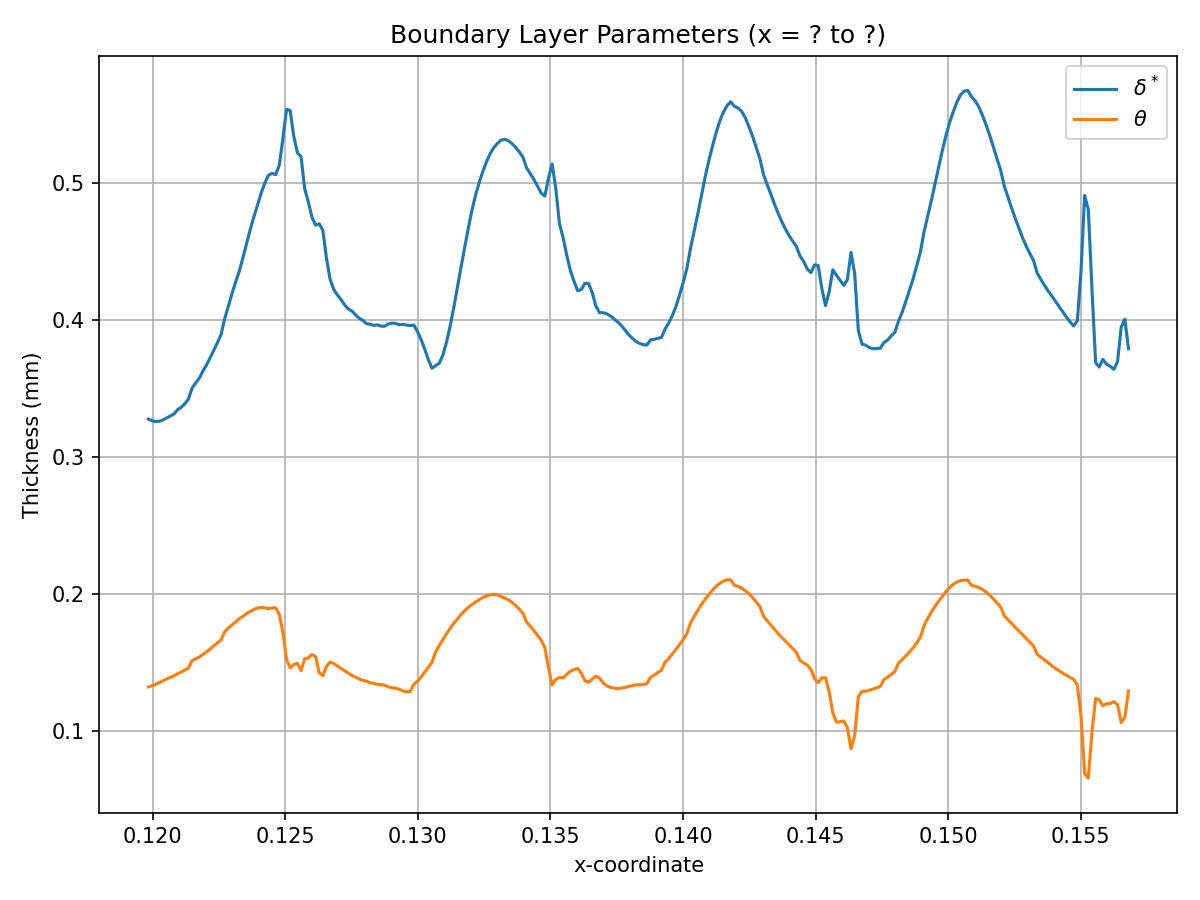 Boundary Layer Parameters (x = ? to ?)
δ*
θ
Thickness (mm)
0.5
0.4
0.3
0.2
0.1
0.120 0.125 0.130 0.135 0.140 0.145 0.150 0.155
x-coordinate